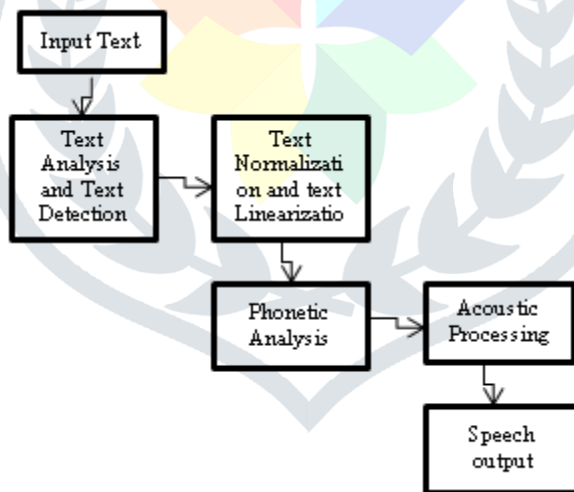 Input Text
Text
Analysis
and Text
Detection
Text
Normalizati
on and text
Linearizatio
Phonetic
Analysis
Acoustic
Processing
Speech
output